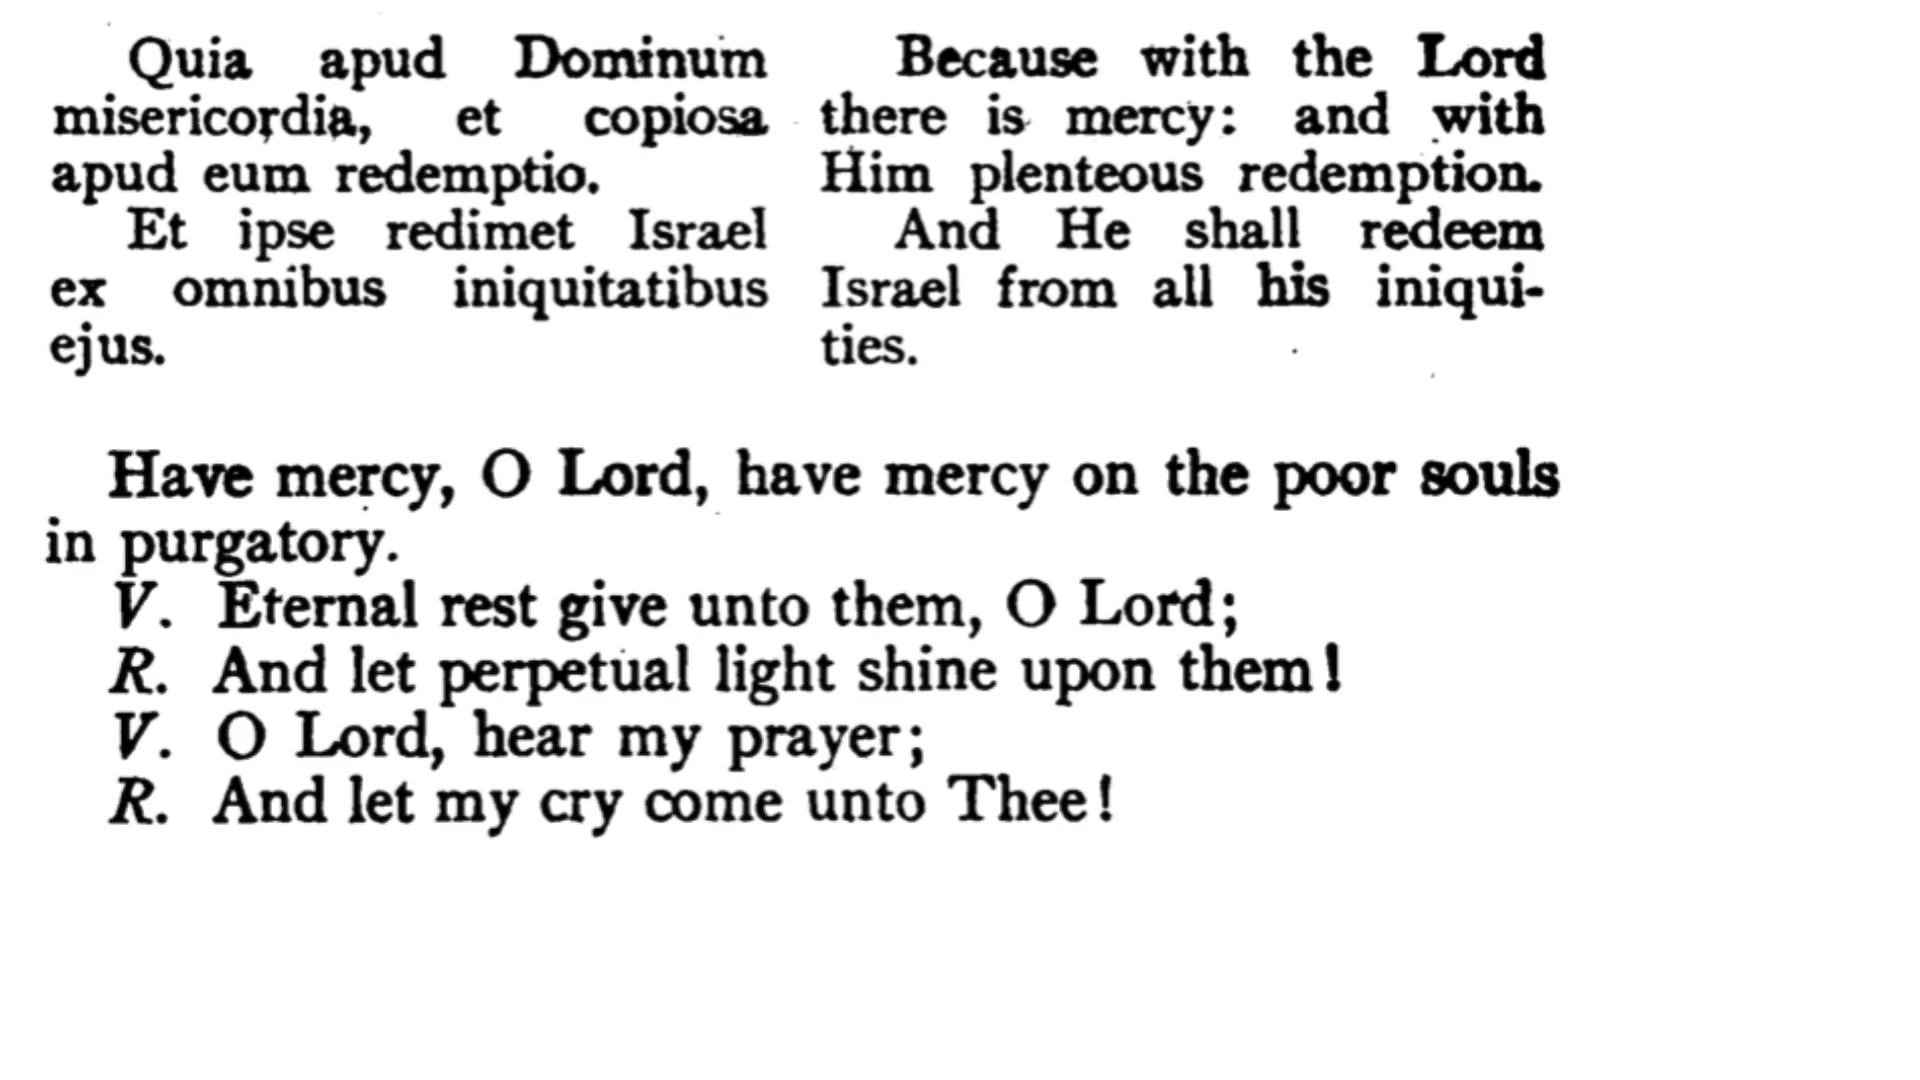 Quia apud Dominum
misericordia, et copiosa
apud eum redemptio.
Et ipse redimet Israel
ex omnibus iniquitatibus
ejus.
Because with the Lord
there is mercy: and with
Him plenteous redemption.
And He shall redeem
Israel from all his iniqui-
ties.
Have mercy, O Lord, have mercy on the poor souls
in purgatory.
V. Eternal rest give unto them, O Lord;
R. And let perpetual light shine upon them!
V. O Lord, hear my prayer;
R. And let my cry come unto Thee!